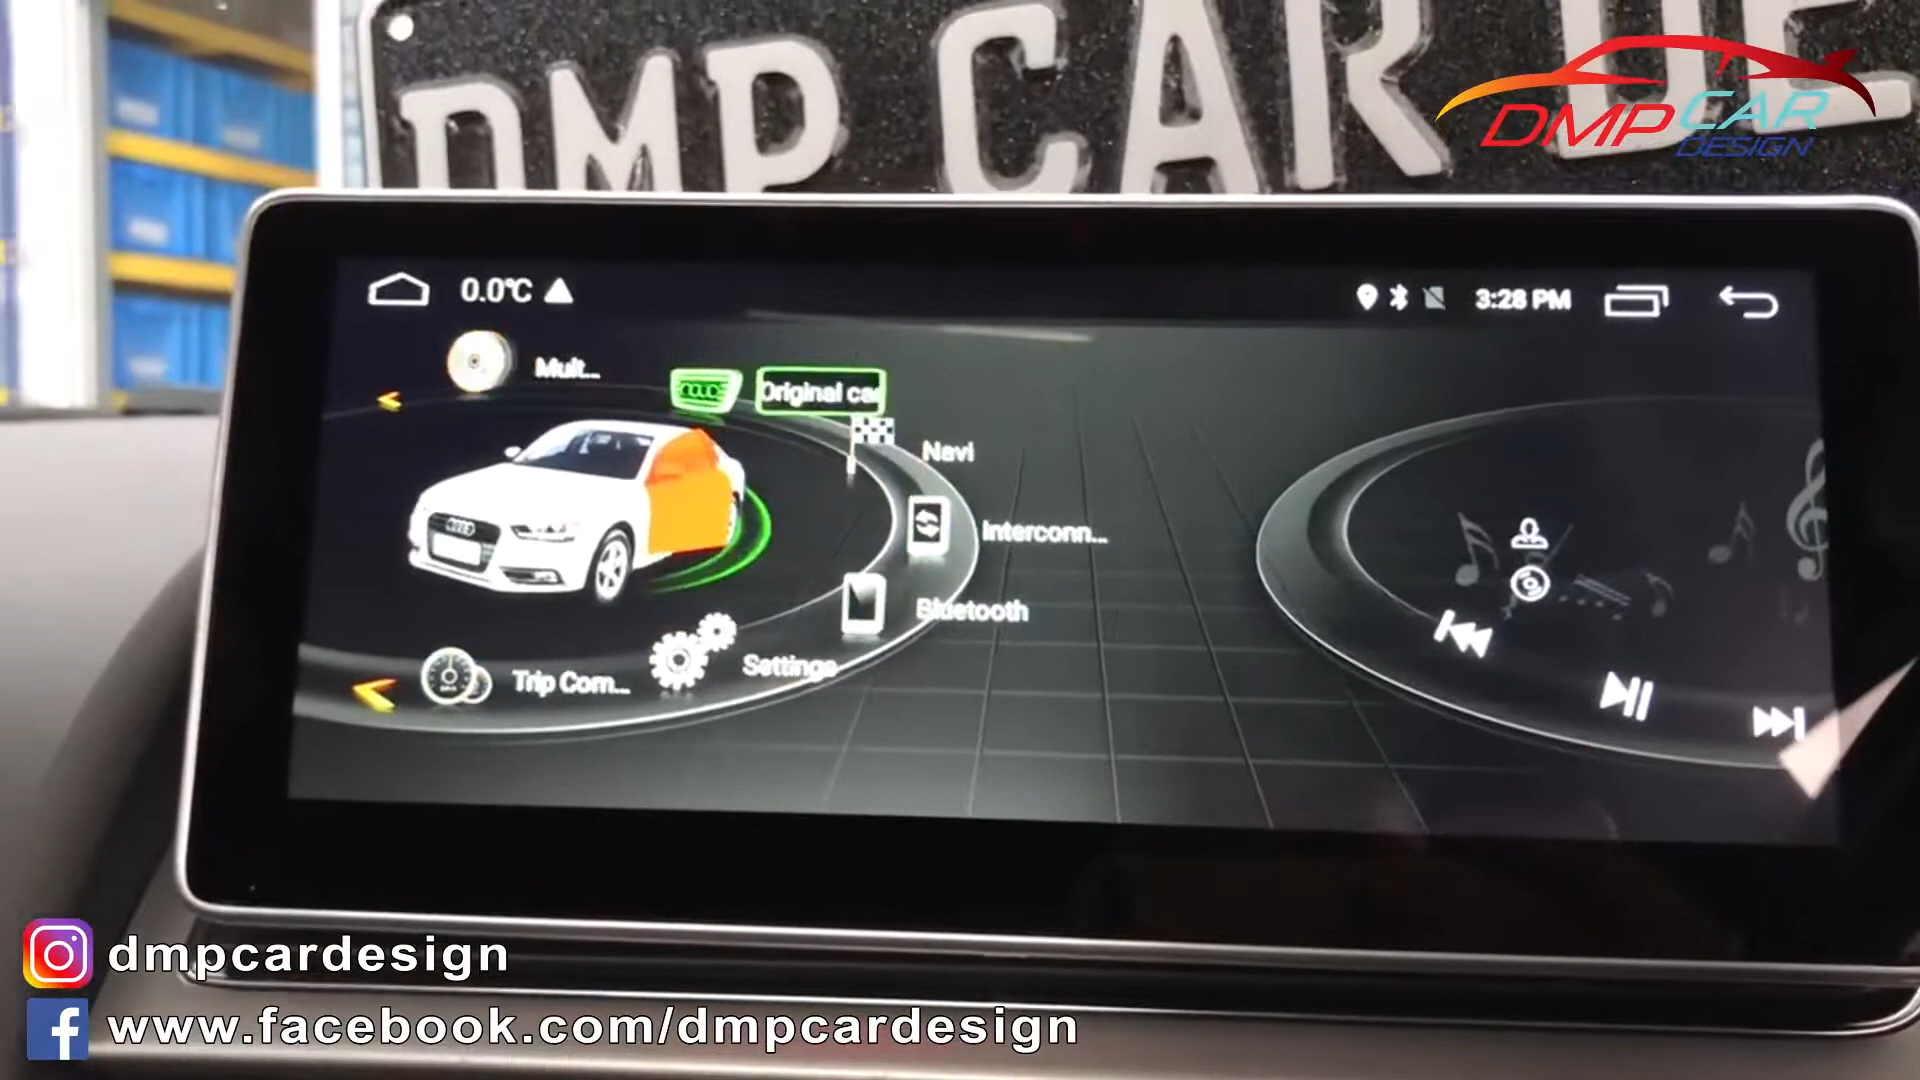 DMP CAR DE
DMP CAR
DESIGN
0.0℃
3:28 PM
Mult...
Original car
Navi
Interconn...
Bluetooth
Settings
Trip Com...
dmpcardesign
www.facebook.com/dmpcardesign